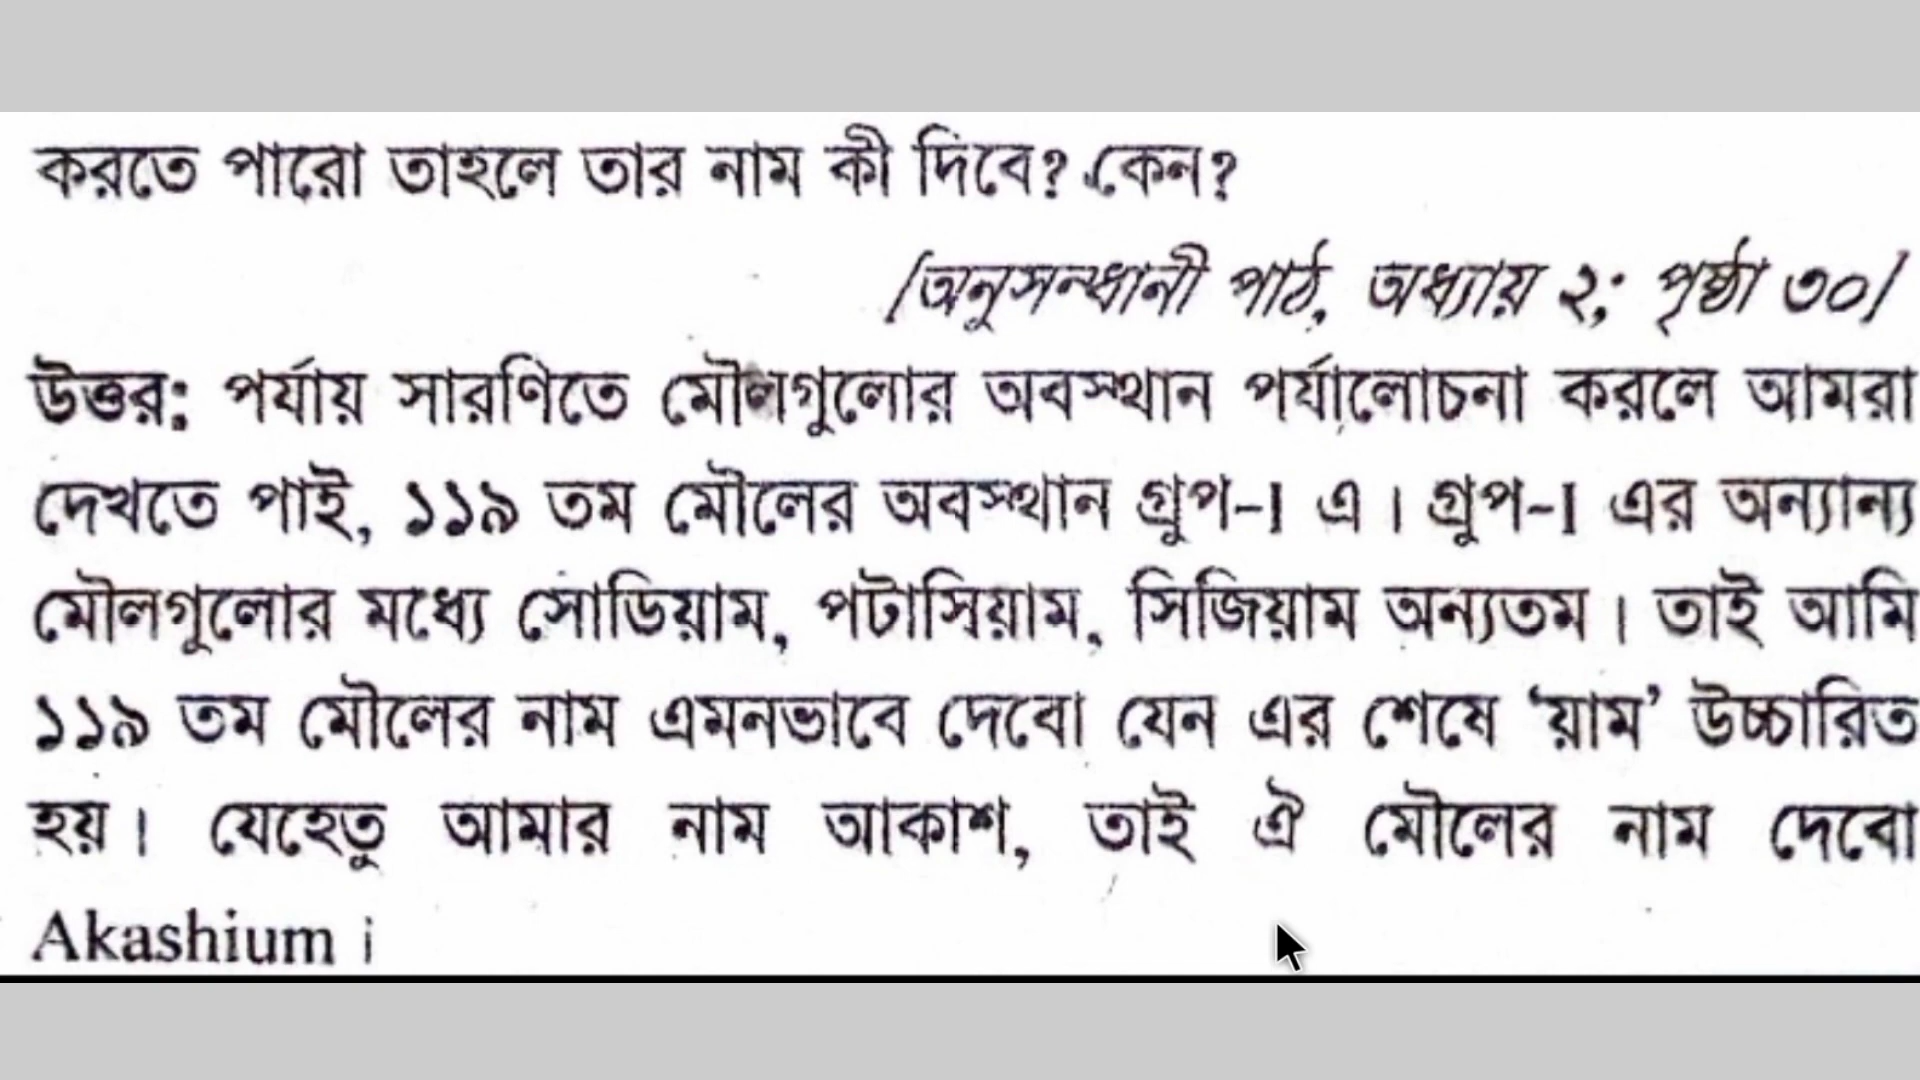 করতে পারো তাহলে তার নাম কী দিবে? কেন?
[অনুসন্ধানী পাঠ, অধ্যায় ২; পৃষ্ঠা ৩০]
উত্তর: পর্যায় সারণিতে মৌলগুলোর অবস্থান পর্যালোচনা করলে আমরা
দেখতে পাই, ১১৯ তম মৌলের অবস্থান গ্রুপ-1 এ। গ্রুপ-1 এর অন্যান্য
মৌলগুলোর মধ্যে সোডিয়াম, পটাসিয়াম, সিজিয়াম অন্যতম। তাই আমি
১১৯ তম মৌলের নাম এমনভাবে দেবো যেন এর শেষে ‘য়াম’ উচ্চারিত
হয়। যেহেতু আমার নাম আকাশ, তাই ঐ মৌলের নাম দেবো
Akashium।